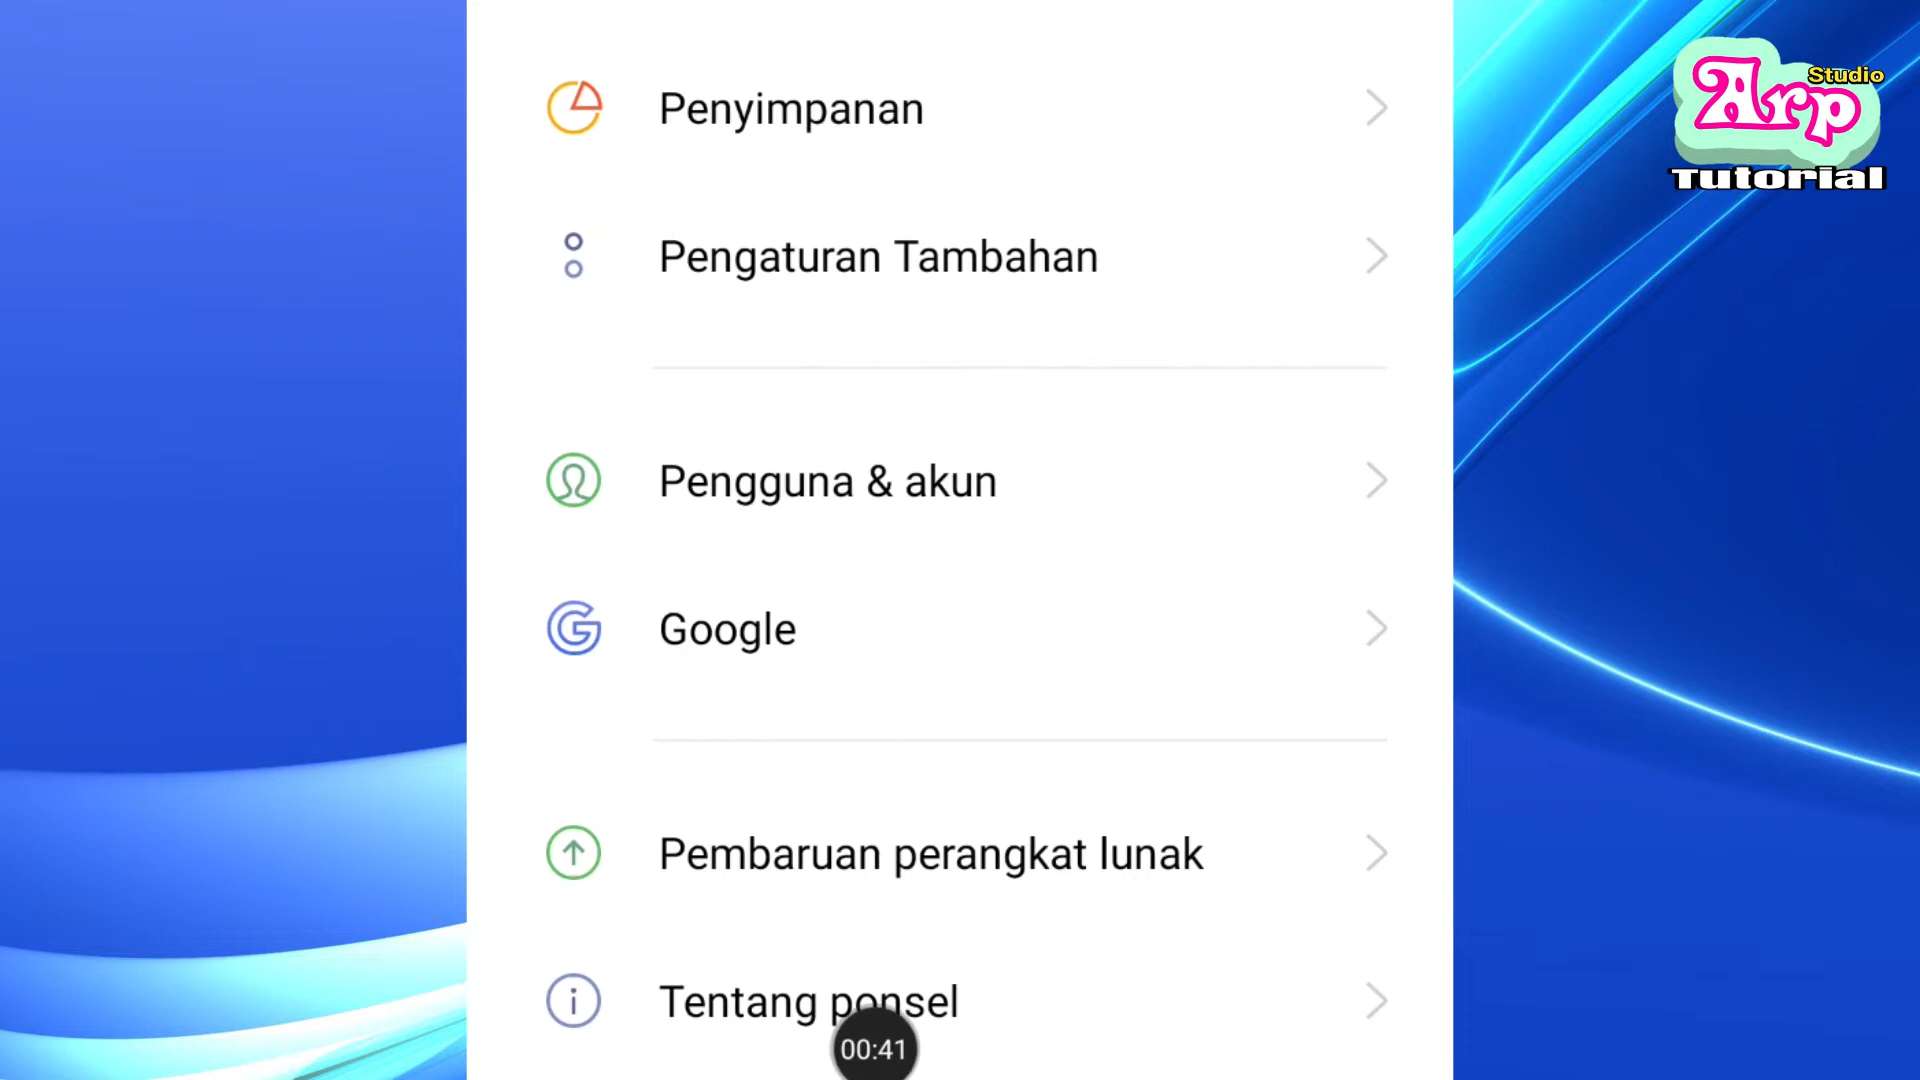 Studio
Arp
Tutorial
Penyimpanan
Pengaturan Tambahan
Pengguna & akun
Google
Pembaruan perangkat lunak
Tentang ponsel
00:41